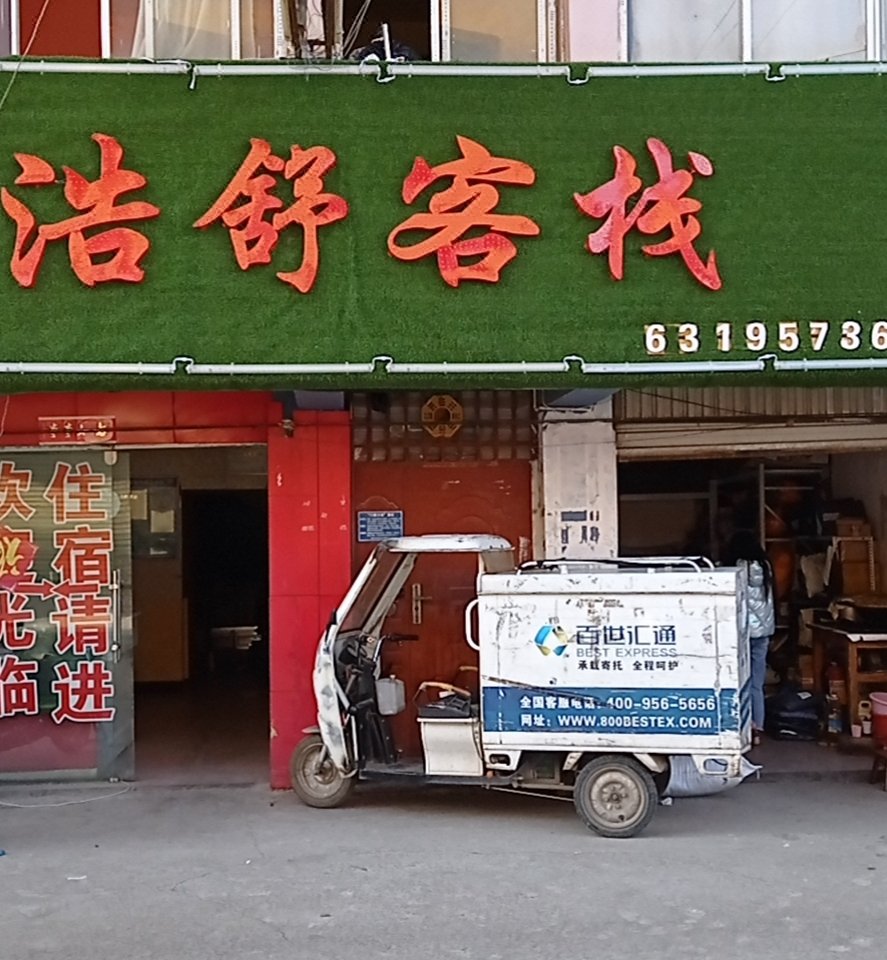 浩舒客栈
63195736
住宿请进
欢迎光临
百世汇通
BEST EXPRESS
承载寄托 全程呵护
全国客服电话:400-956-5656
网址：WWW.800BESTEX.COM